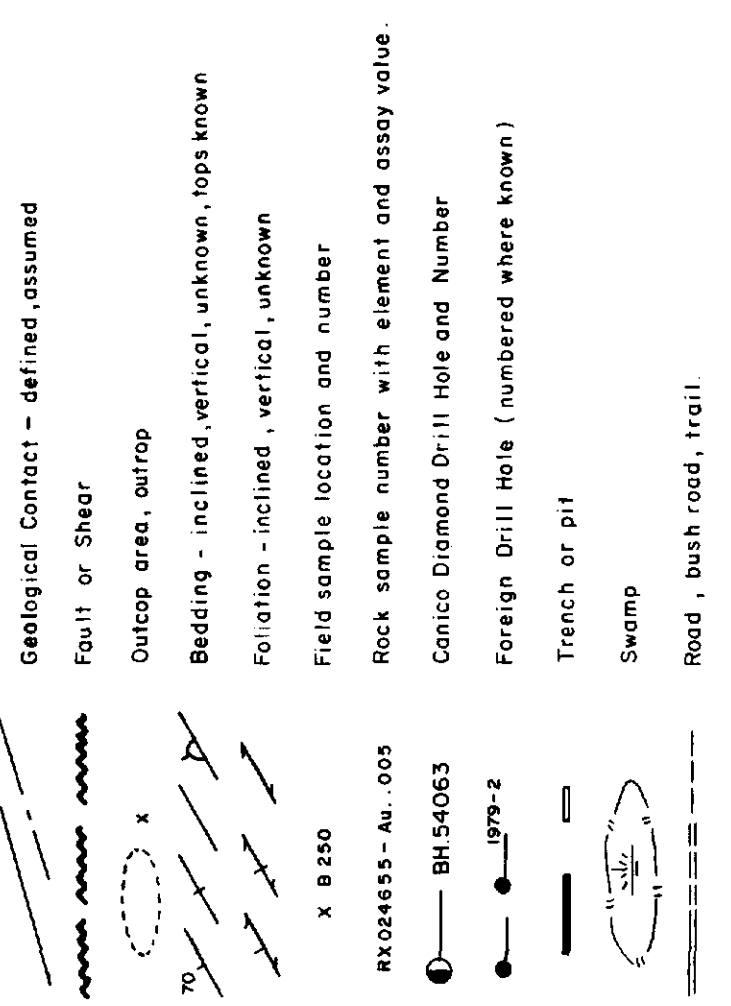 Geological Contact - defined, assumed
Fault or Shear
x Outcop area, outrop
70 Bedding - inclined, vertical, unknown, tops known
Foliation - inclined, vertical, unknown
X B 250 Field sample location and number
RX024655 - Au..005 Rock sample number with element and assay value.
BH.54063 Canico Diamond Drill Hole and Number
1979-2 Foreign Drill Hole (numbered where known)
Trench or pit
Swamp
Road, bush road, trail.